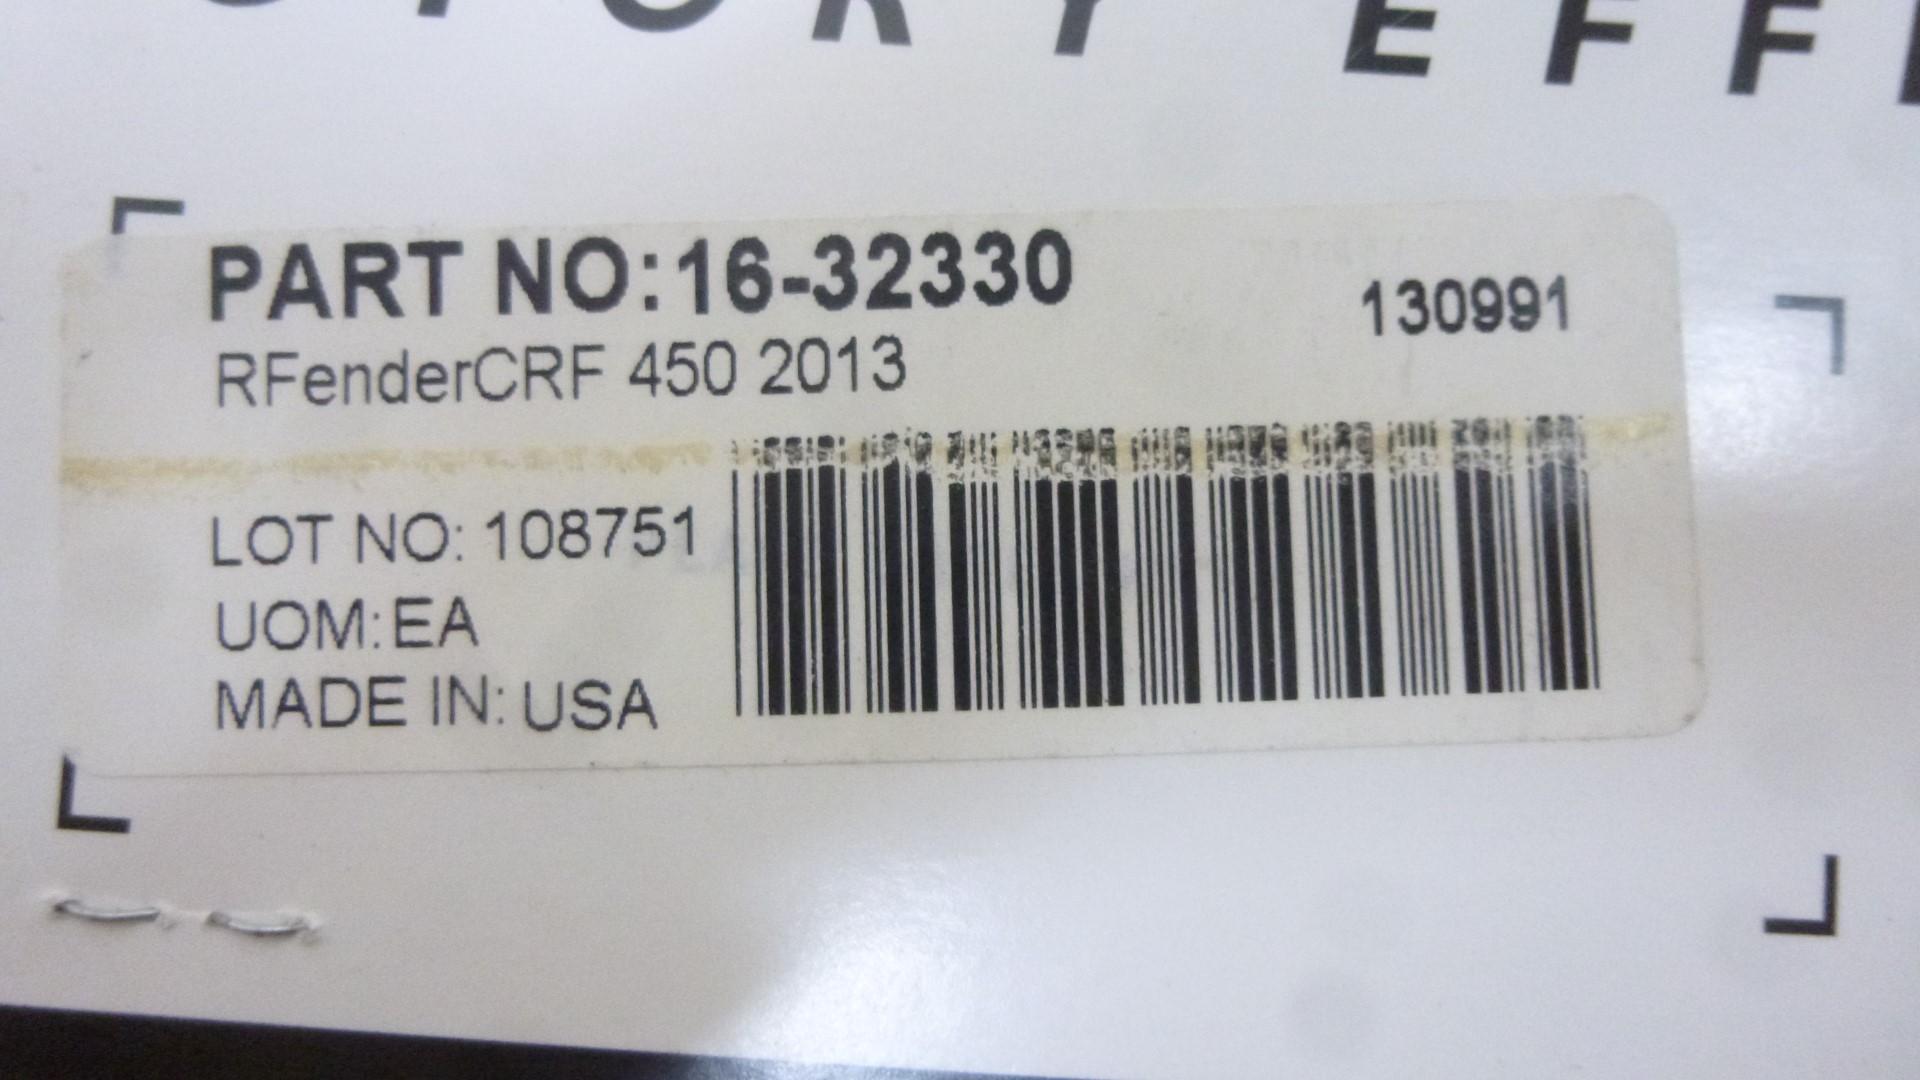 PART NO:16-32330
130991
RFenderCRF 450 2013
LOT NO: 108751
UOM:EA
MADE IN: USA